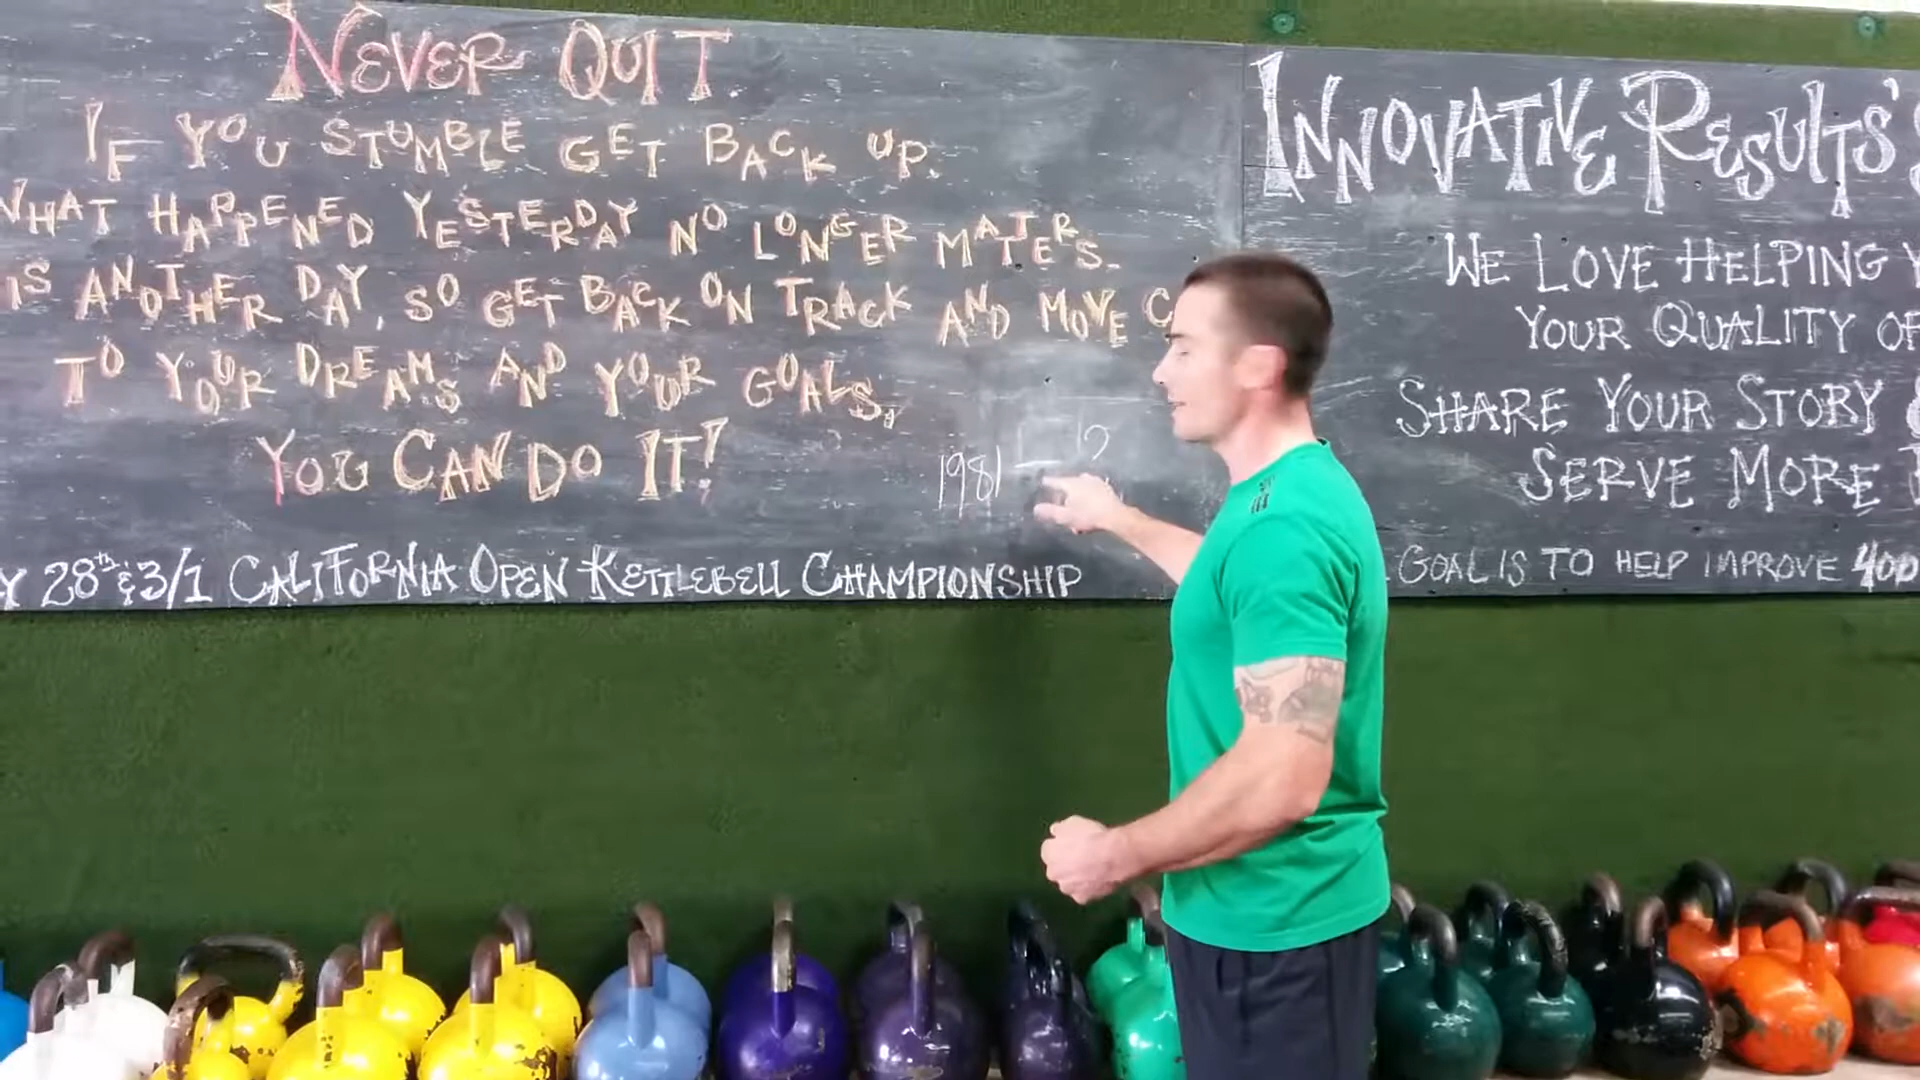 NEVER QUIT
IF YOU STUMBLE GET BACK UP.
WHAT HAPPENED YESTERDAY NO LONGER MATTERS.
IS ANOTHER DAY, SO GET BACK ON TRACK AND MOVE C
TO YOUR DREAMS AND YOUR GOALS,
YOU CAN DO IT!
1981 12
Y 28th & 3/1 CALIFORNIA OPEN KETTLEBELL CHAMPIONSHIP
INNOVATIVE RESULTS'
WE LOVE HELPING Y
YOUR QUALITY OF
SHARE YOUR STORY &
SERVE MORE
GOAL IS TO HELP IMPROVE 400